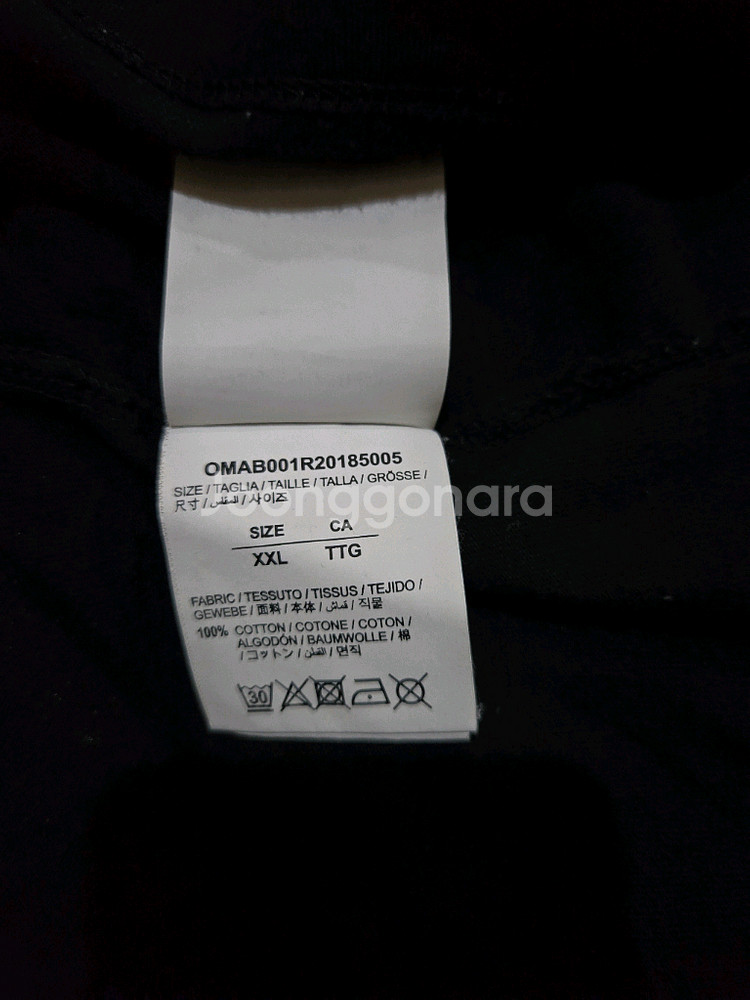 OMAB001R20185005
SIZE / TAGLIA / TAILLE / TALLA / GRÖSSE /
尺寸 / المقاس / 사이즈
Joonggonara
SIZE CA
XXL TTG
FABRIC / TESSUTO / TISSUS / TEJIDO /
GEWEBE / 面料 / 本体 / قماش / 직물
100% COTTON / COTONE / COTON /
ALGODÓN / BAUMWOLLE / 棉
/ コットン / القطن / 면직
30